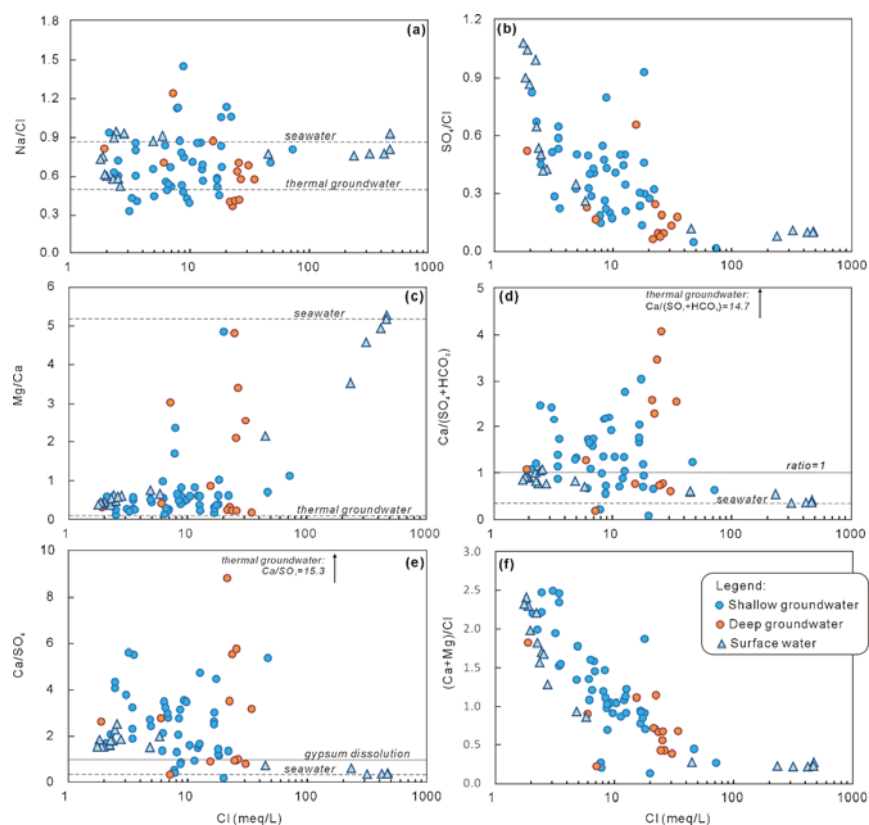 (a)
1.8
1.5
1.2
0.9
0.6
0.3
0.0
Na/Cl
seawater
thermal groundwater
1
10
100
1000
(b)
1.2
0.9
0.6
0.3
0.0
SO₄/Cl
1
10
100
1000
(c)
6
5
4
3
2
1
0
Mg/Ca
seawater
thermal groundwater
1
10
100
1000
(d)
thermal groundwater:
Ca/(SO₄+HCO₃)=14.7
5
4
3
2
1
0
Ca/(SO₄+HCO₃)
ratio=1
seawater
1
10
100
1000
(e)
thermal groundwater:
Ca/SO₄=15.3
10
8
6
4
2
0
Ca/SO₄
gypsum dissolution
seawater
1
10
100
1000
Cl (meq/L)
(f)
3.0
2.5
2.0
1.5
1.0
0.5
0.0
(Ca+Mg)/Cl
Legend:
Shallow groundwater
Deep groundwater
Surface water
1
10
100
1000
Cl (meq/L)